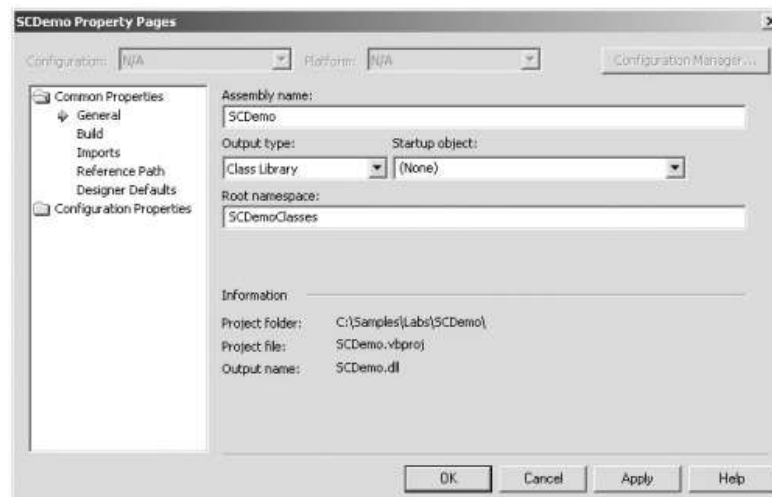 SCDemo Property Pages
Configuration: N/A Platform: N/A Configuration Manager...
Common Properties
General
Build
Imports
Reference Path
Designer Defaults
Configuration Properties
Assembly name:
SCDemo
Output type: Startup object:
Class Library (None)
Root namespace:
SCDemoClasses
Information
Project folder: C:\Samples\Labs\SCDemo\
Project file: SCDemo.vbproj
Output name: SCDemo.dll
OK Cancel Apply Help